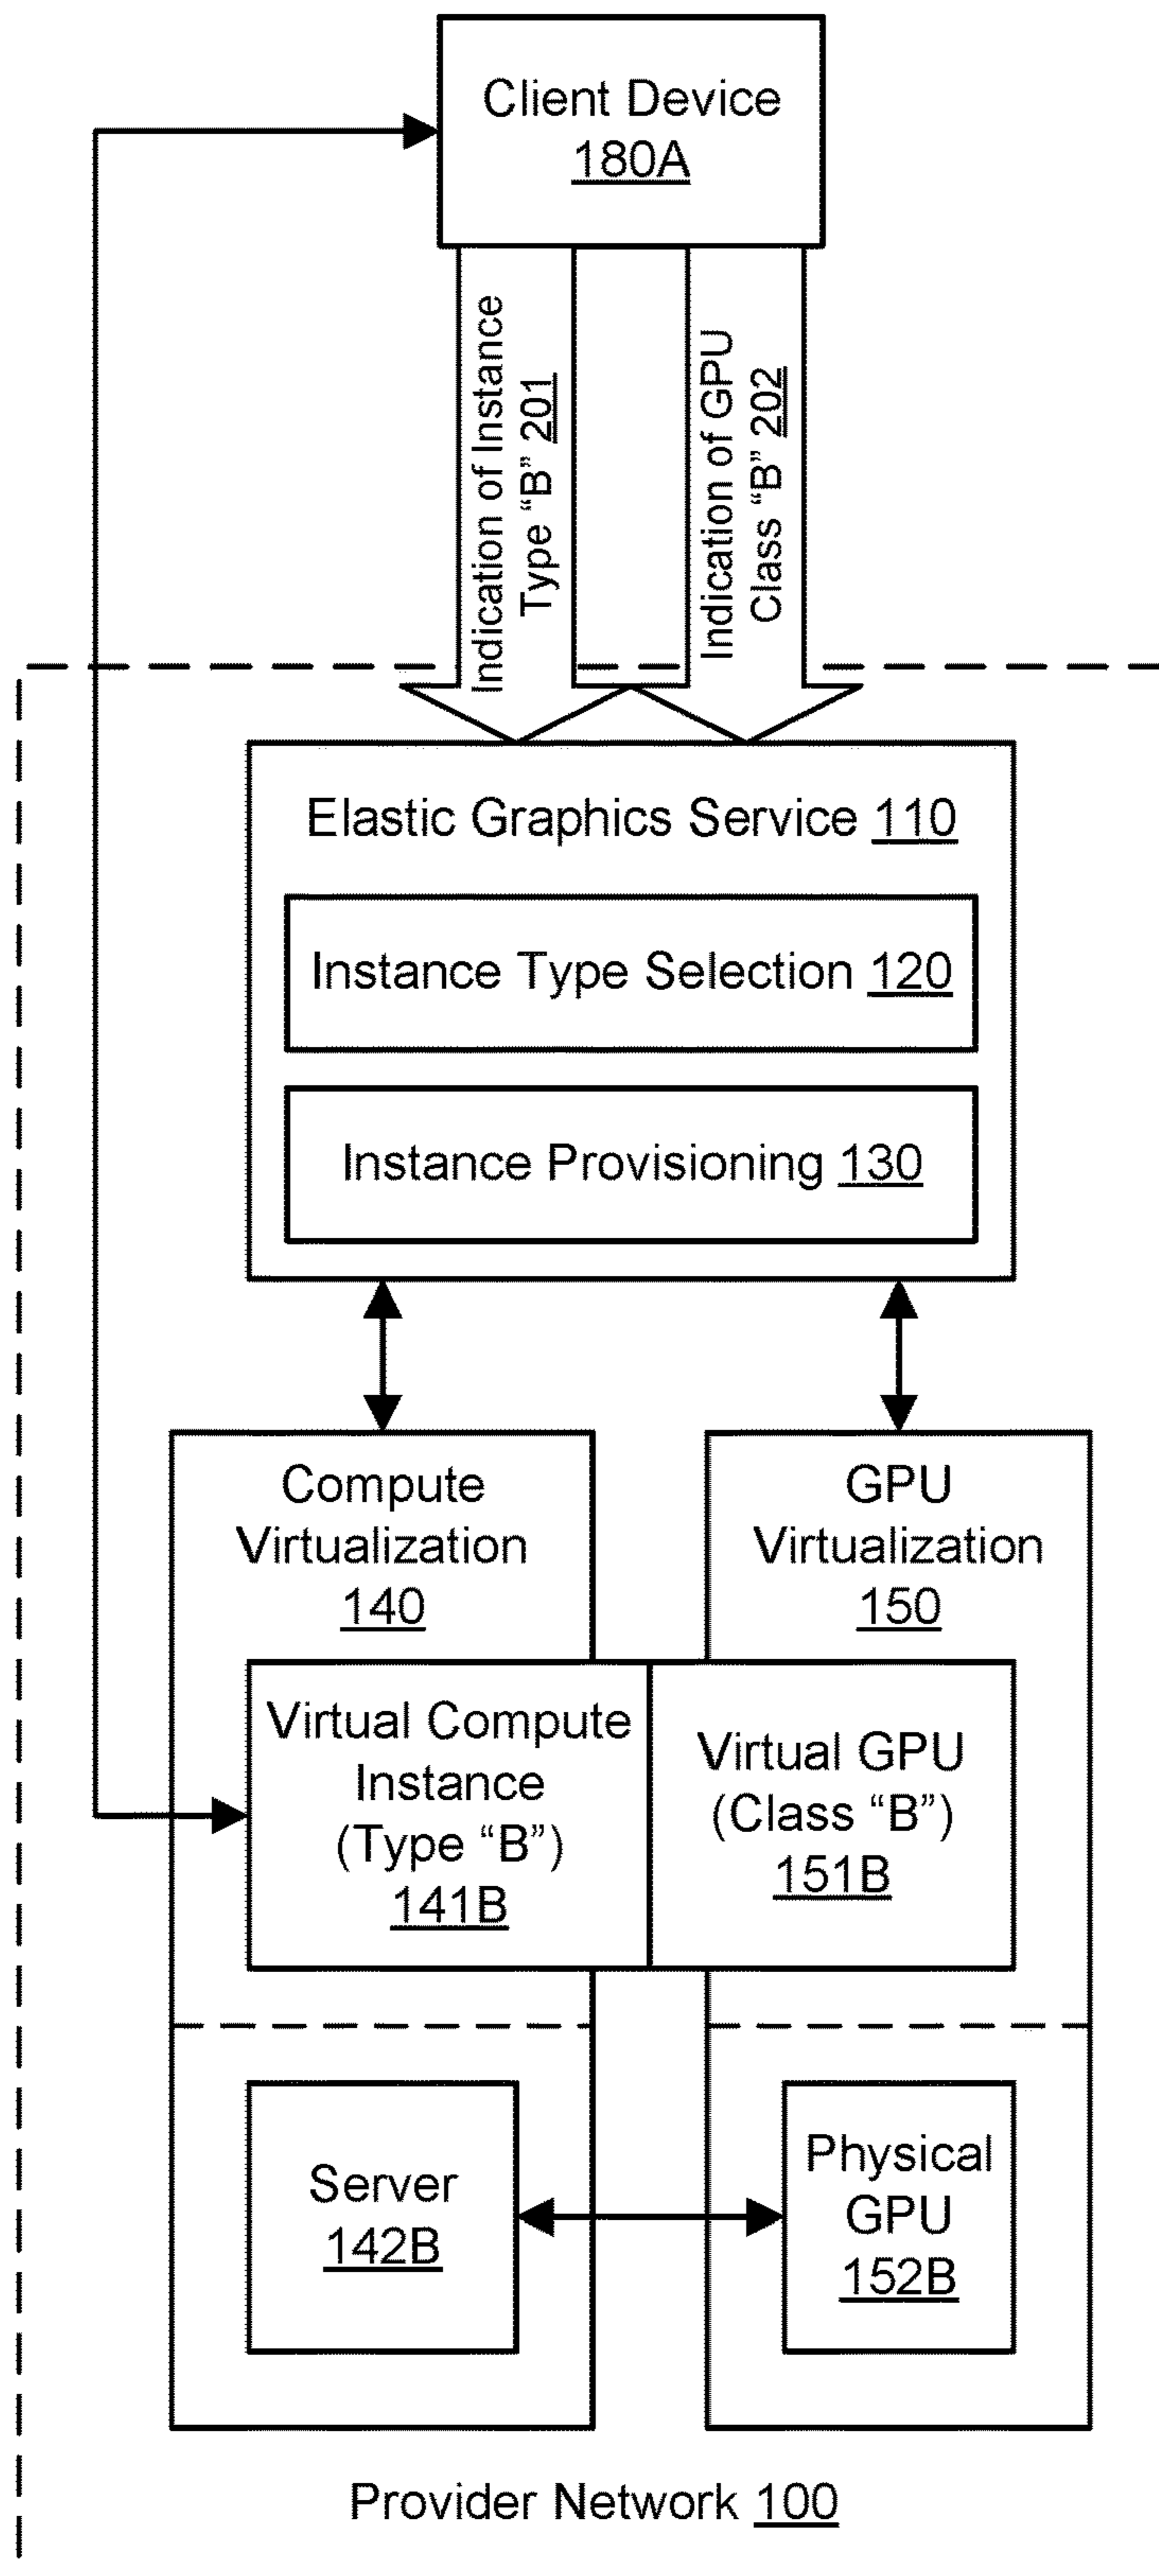 Client Device
180A
Indication of Instance
Type “B” 201
Indication of GPU
Class “B” 202
Elastic Graphics Service 110
Instance Type Selection 120
Instance Provisioning 130
Compute
Virtualization
140
GPU
Virtualization
150
Virtual Compute
Instance
(Type “B”)
141B
Virtual GPU
(Class “B”)
151B
Server
142B
Physical
GPU
152B
Provider Network 100